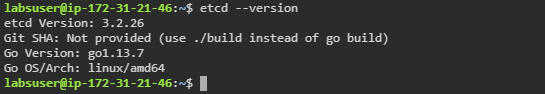 labsuser@ip-172-31-21-46:~$ etcd --version
etcd Version: 3.2.26
Git SHA: Not provided (use ./build instead of go build)
Go Version: go1.13.7
Go OS/Arch: linux/amd64
labsuser@ip-172-31-21-46:~$